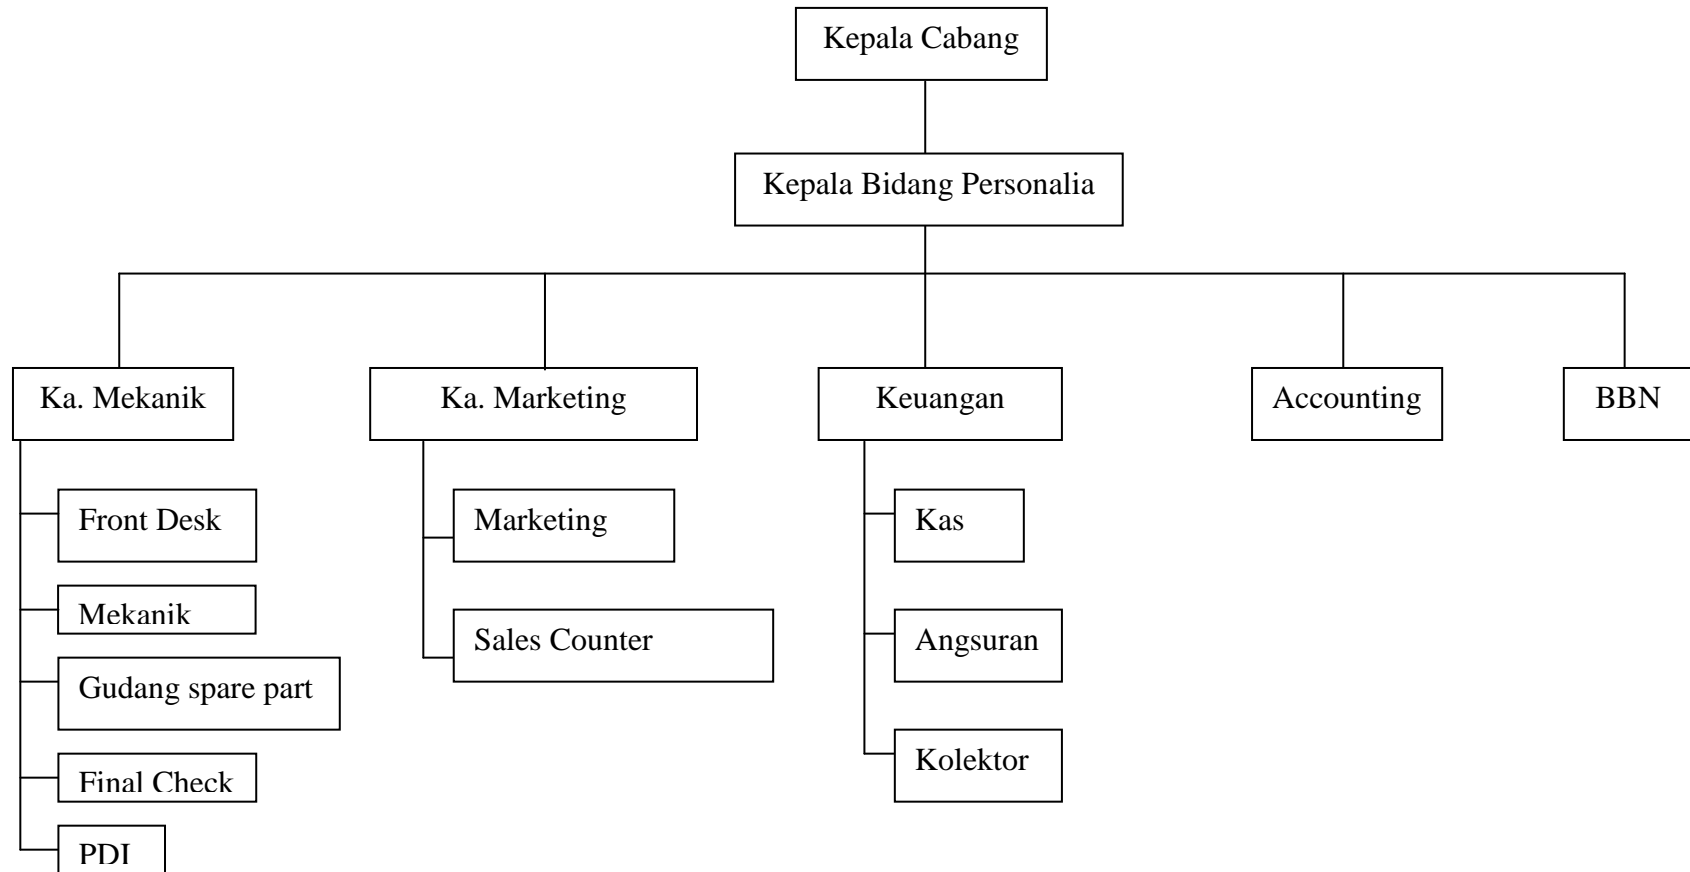 Kepala Cabang
Kepala Bidang Personalia
Ka. Mekanik
Ka. Marketing
Keuangan
Accounting
BBN
Front Desk
Mekanik
Gudang spare part
Final Check
PDI
Marketing
Sales Counter
Kas
Angsuran
Kolektor